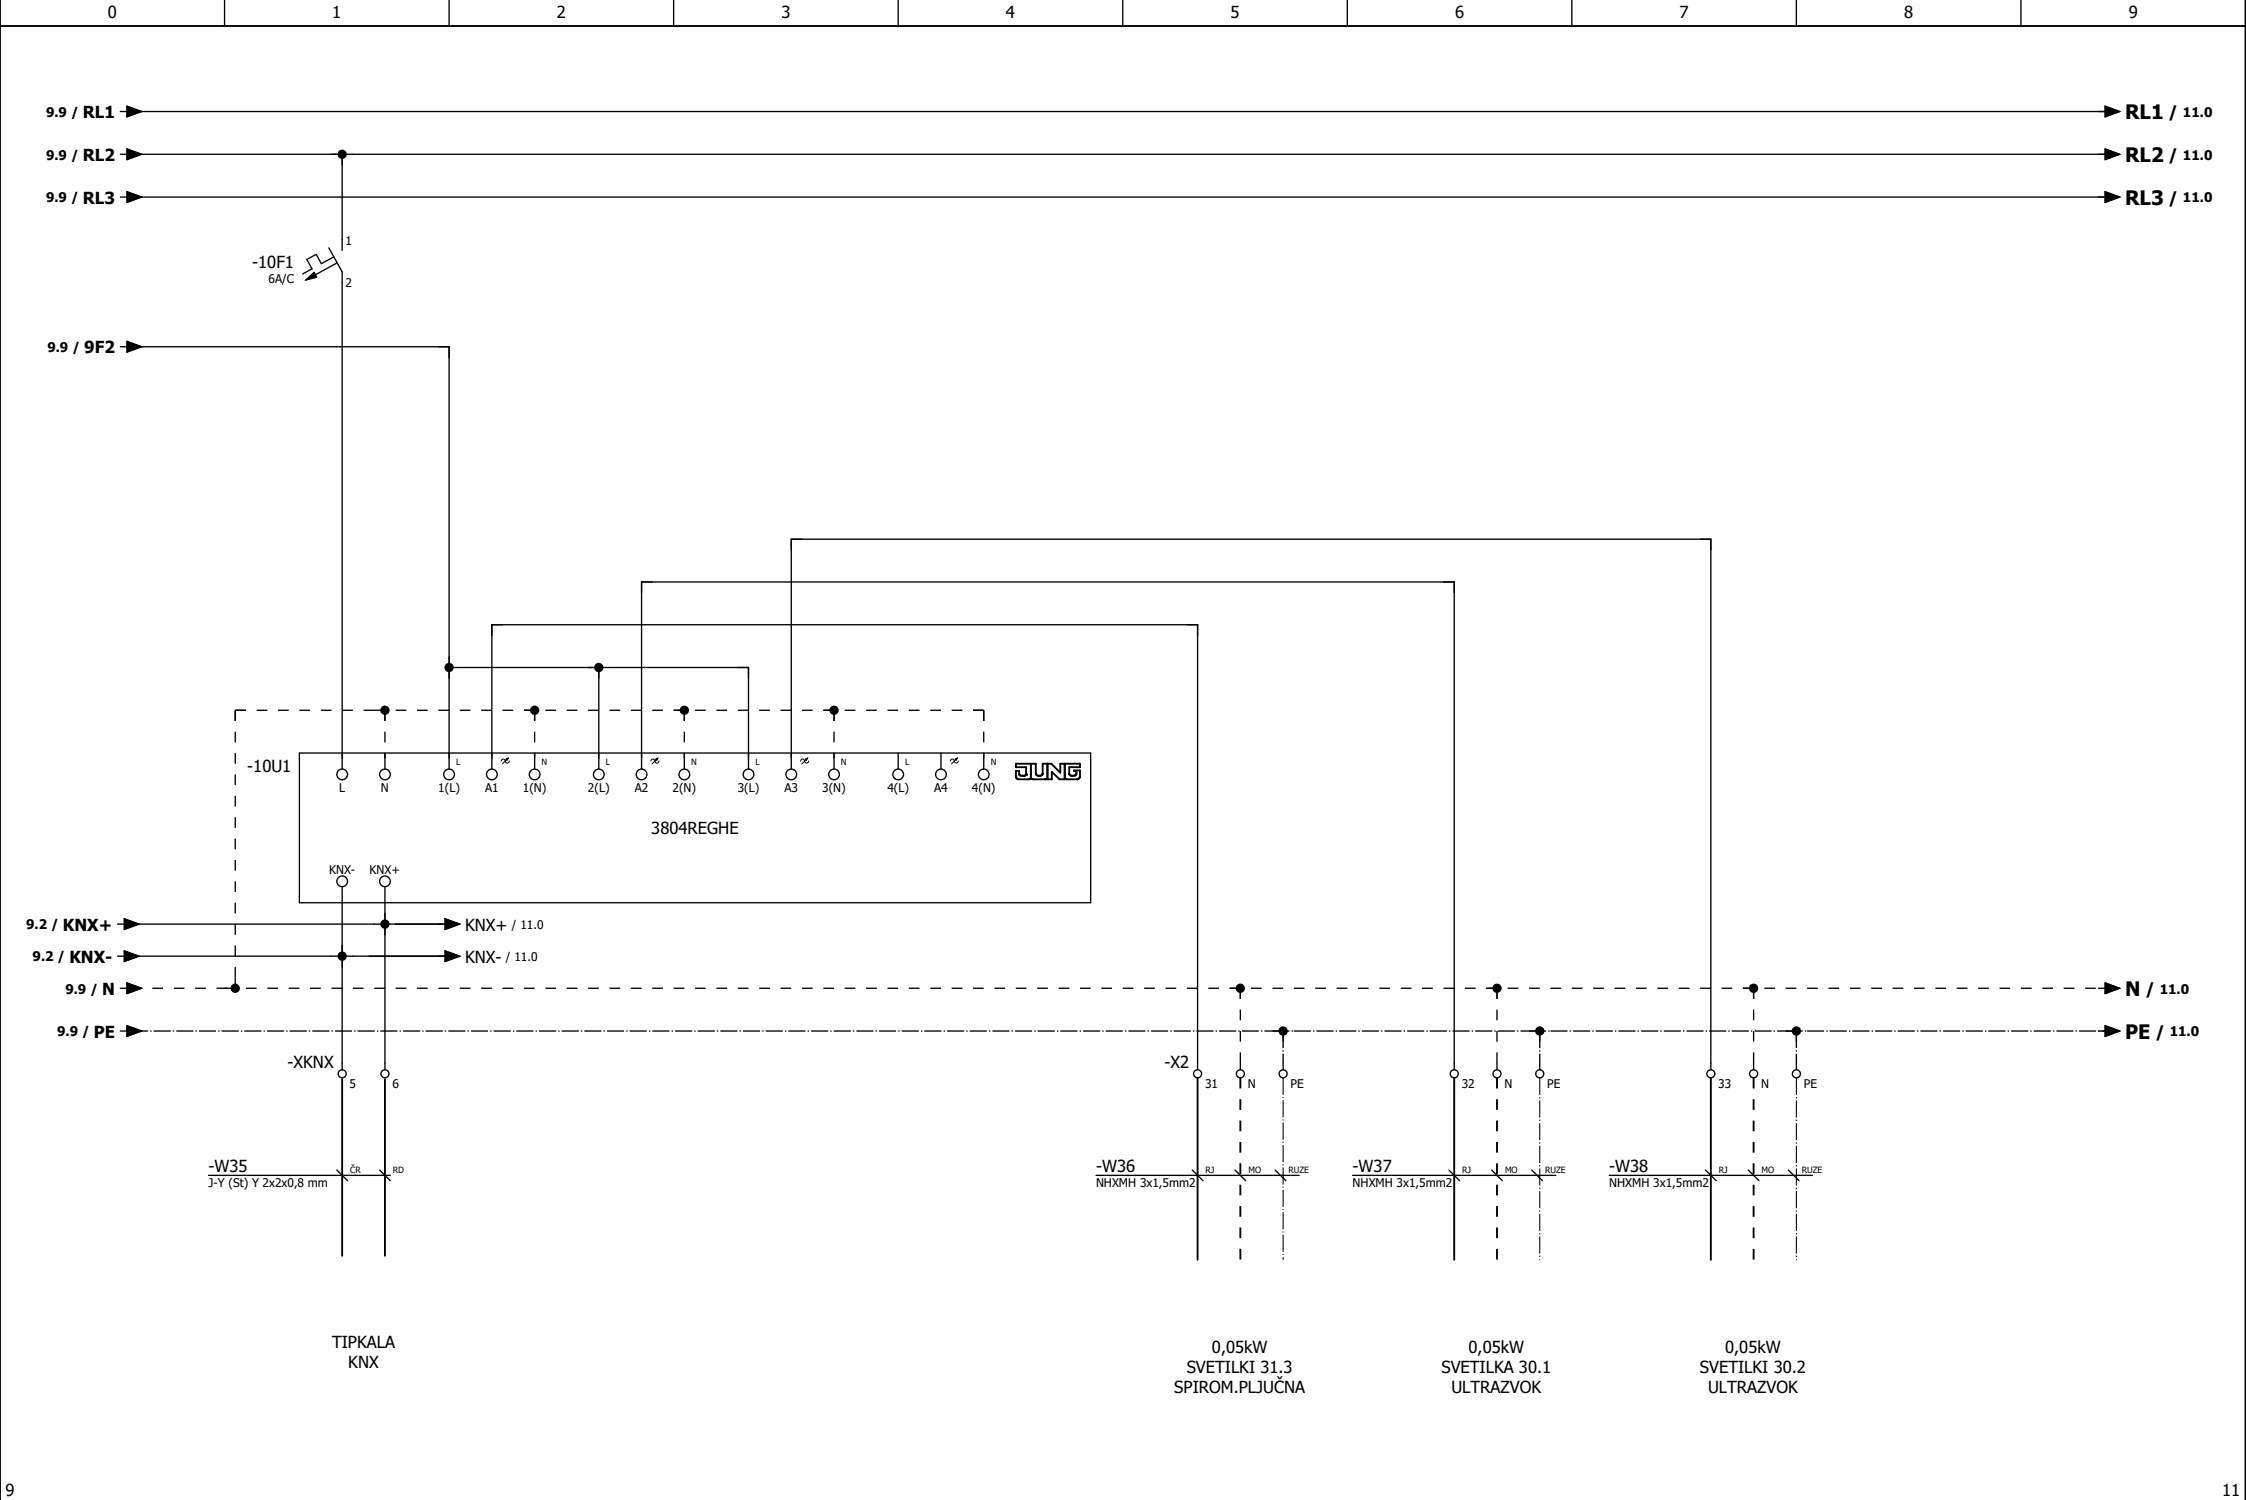 0 1 2 3 4 5 6 7 8 9
9.9 / RL1
RL1 / 11.0
9.9 / RL2
RL2 / 11.0
9.9 / RL3
RL3 / 11.0
1
-10F1
6A/C
2
9.9 / 9F2
-10U1
L N L N L N L N
L N 1(L) A1 1(N) 2(L) A2 2(N) 3(L) A3 3(N) 4(L) A4 4(N)
JUNG
3804REGHE
KNX- KNX+
9.2 / KNX+
KNX+ / 11.0
9.2 / KNX-
KNX- / 11.0
9.9 / N
N / 11.0
9.9 / PE
PE / 11.0
-XKNX
5 6
-X2
31 N PE
32 N PE
33 N PE
-W35
ČR RD
J-Y (St) Y 2x2x0,8 mm
-W36
RJ MO RUZE
NHXMH 3x1,5mm2
-W37
RJ MO RUZE
NHXMH 3x1,5mm2
-W38
RJ MO RUZE
NHXMH 3x1,5mm2
TIPKALA
KNX
0,05kW
SVETILKI 31.3
SPIROM.PLJUČNA
0,05kW
SVETILKA 30.1
ULTRAZVOK
0,05kW
SVETILKI 30.2
ULTRAZVOK
9
11